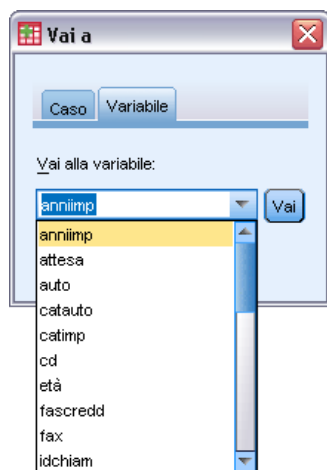 Vai a
Caso Variabile
Vai alla variabile:
anniimp Vai
anniimp
attesa
auto
catauto
catimp
cd
età
fascredd
fax
idchiam